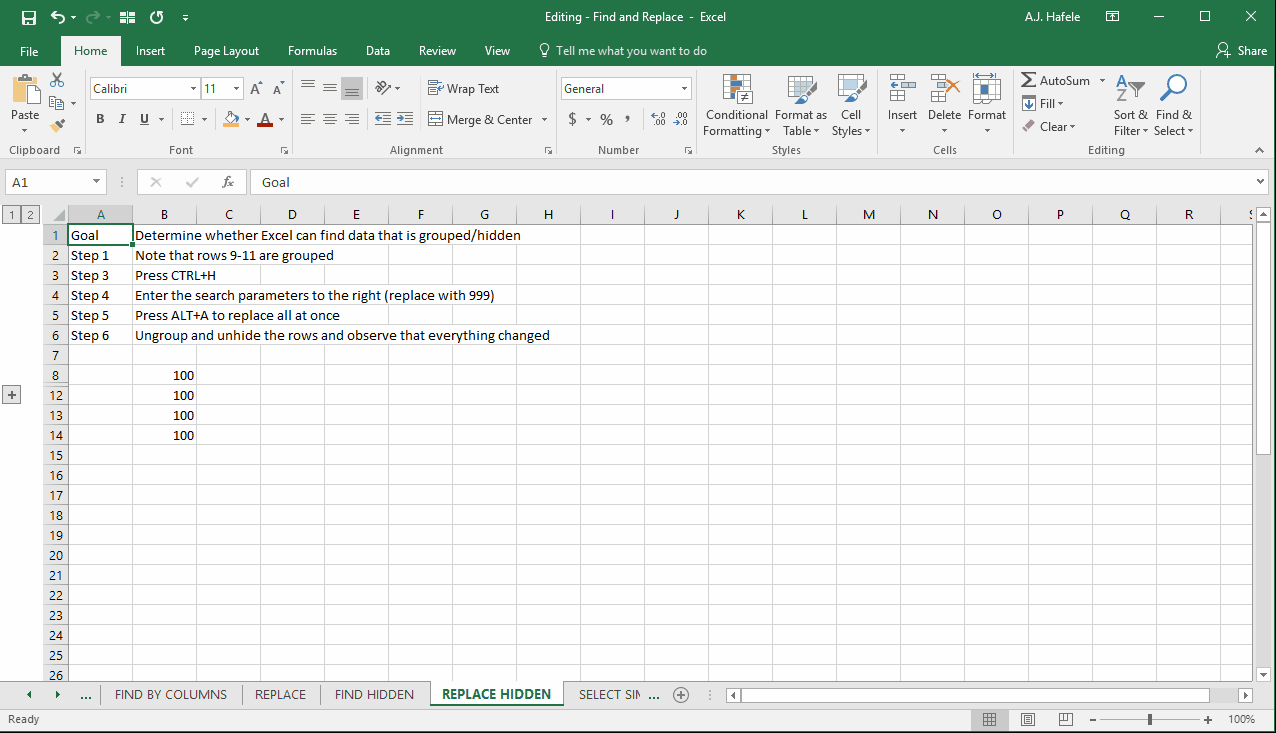 Editing - Find and Replace - Excel
A.J. Hafele
File Home Insert Page Layout Formulas Data Review View Tell me what you want to do
Share
Paste
Clipboard
Calibri 11
B I U
Font
Wrap Text
Merge & Center
Alignment
General
$ % ,
Number
Conditional Formatting
Format as Table
Cell Styles
Styles
Insert Delete Format
Cells
AutoSum
Fill
Clear
Sort & Filter
Find & Select
Editing
A1 fx Goal
1 2
A B C D E F G H I J K L M N O P Q R
1 Goal Determine whether Excel can find data that is grouped/hidden
2 Step 1 Note that rows 9-11 are grouped
3 Step 3 Press CTRL+H
4 Step 4 Enter the search parameters to the right (replace with 999)
5 Step 5 Press ALT+A to replace all at once
6 Step 6 Ungroup and unhide the rows and observe that everything changed
7
8 100
12 100
13 100
14 100
15
16
17
18
19
20
21
22
23
24
25
26
... FIND BY COLUMNS REPLACE FIND HIDDEN REPLACE HIDDEN SELECT SIM ...
Ready
100%